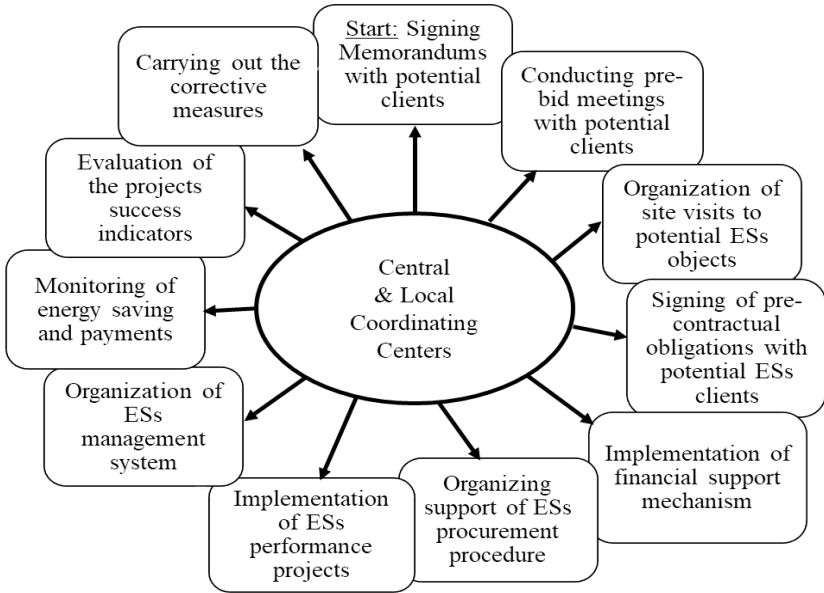 Start: Signing
Memorandums
with potential
clients
Conducting pre-
bid meetings
with potential
clients
Organization of
site visits to
potential ESs
objects
Signing of pre-
contractual
obligations with
potential ESs
clients
Implementation of
financial support
mechanism
Organizing
support of ESs
procurement
procedure
Implementation
of ESs
performance
projects
Organization of
ESs
management
system
Monitoring of
energy saving
and payments
Evaluation of
the projects
success
indicators
Carrying out the
corrective
measures
Central
& Local
Coordinating
Centers